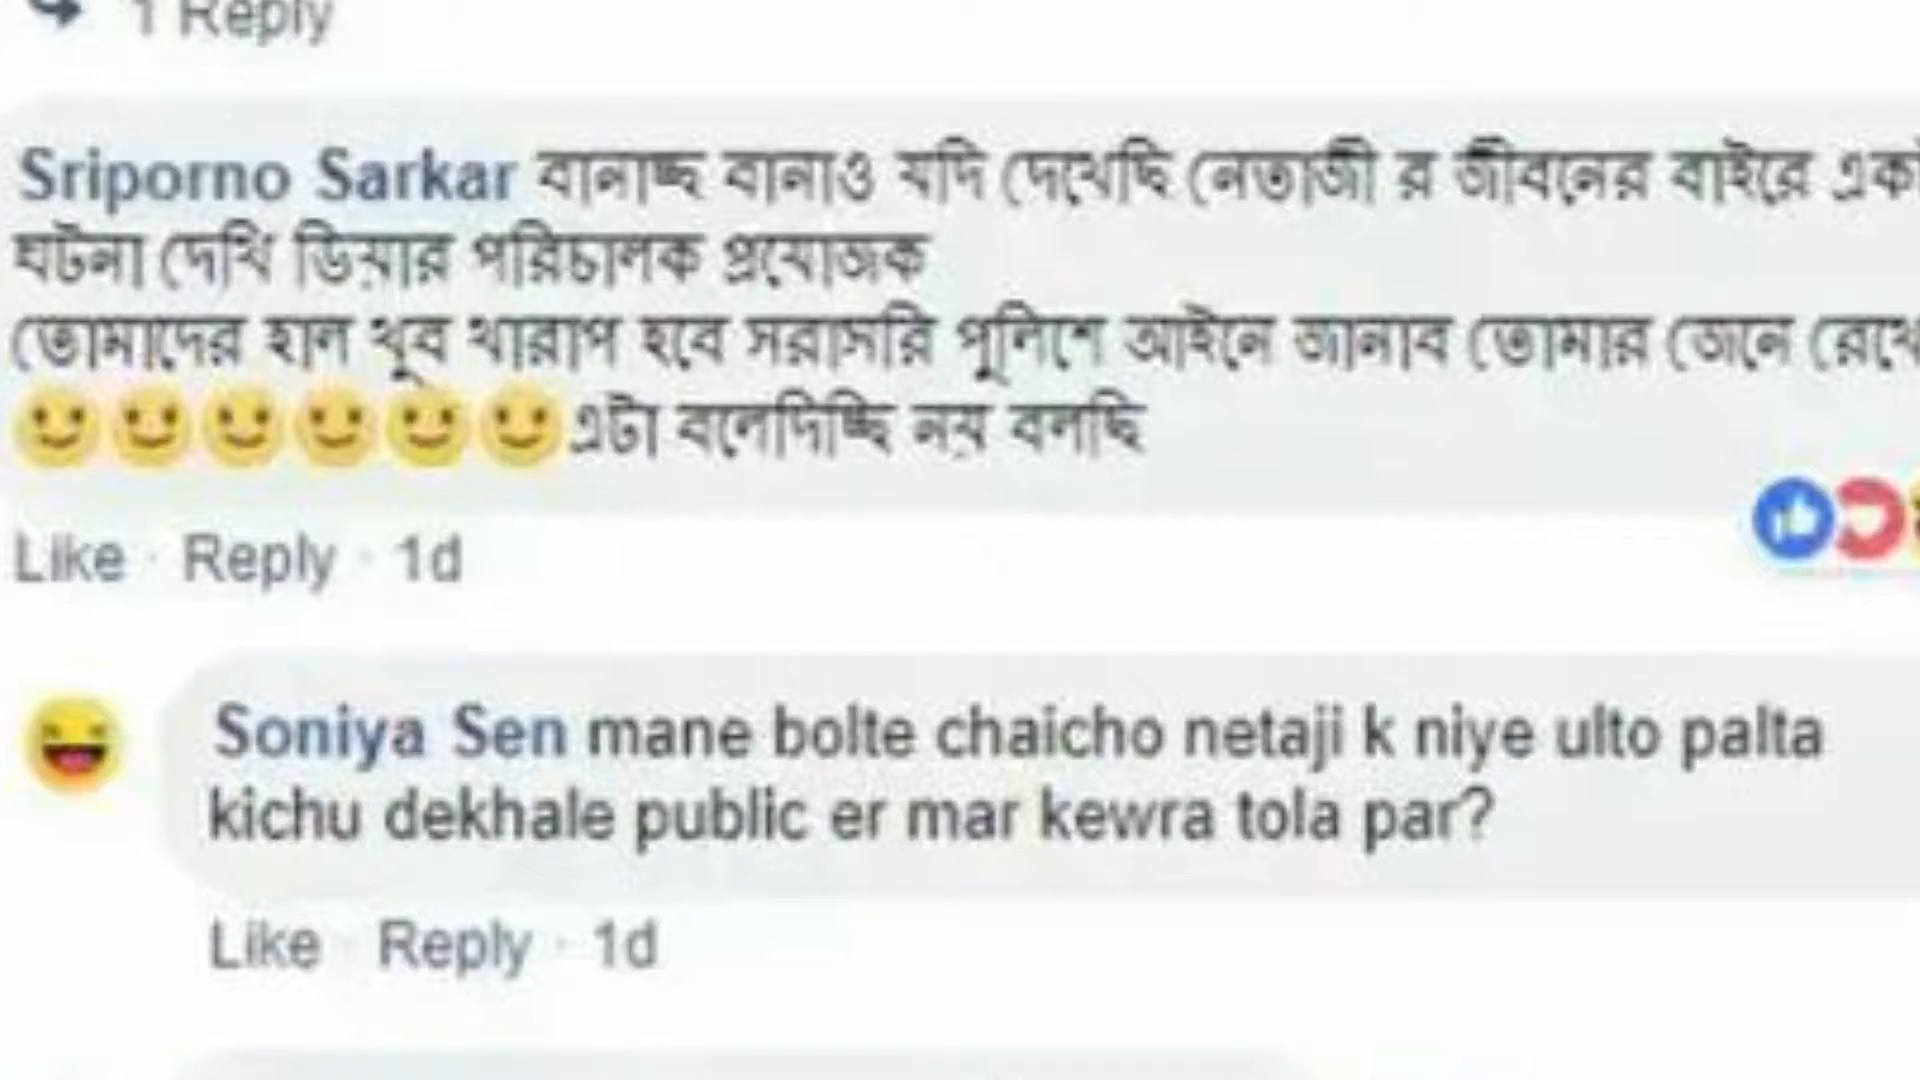 1 Reply
Sriporno Sarkar বানাচ্ছ বানাও যদি দেখেছি নেতাজী র জীবনের বাইরে
ঘটনা দেখি ডিয়ার পরিচালক প্রযোজক
তোমাদের হাল খুব খারাপ হবে সরাসরি পুলিশে আইনে জানাব তোমার জেনে
এটা বলেদিচ্ছি নয় বলছি
Like · Reply · 1d
Soniya Sen mane bolte chaicho netaji k niye ulto palta
kichu dekhale public er mar kewra tola par?
Like · Reply · 1d